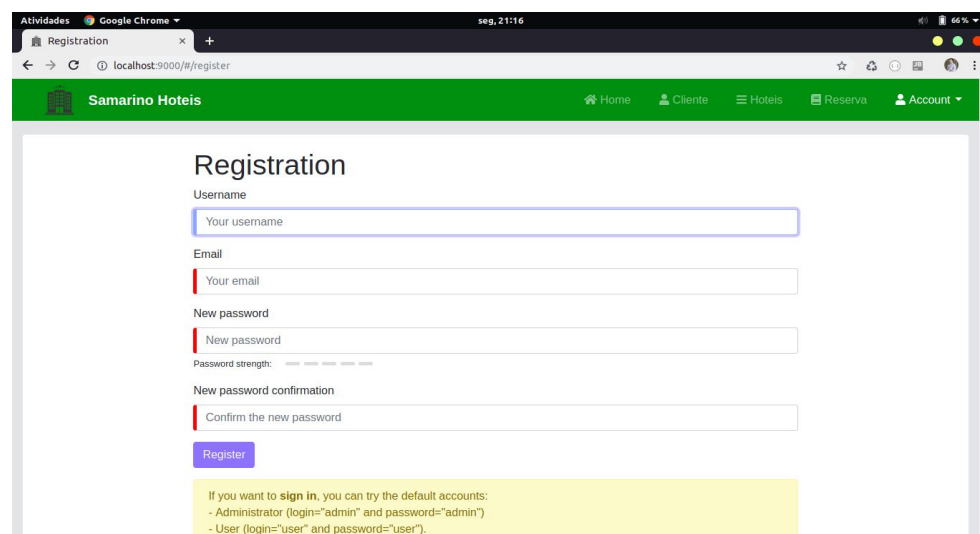 Atividades Google Chrome seg, 21:16 66%
Registration
localhost:9000/#/register
Samarino Hoteis Home Cliente Hoteis Reserva Account
Registration
Username
Your username
Email
Your email
New password
New password
Password strength:
New password confirmation
Confirm the new password
Register
If you want to sign in, you can try the default accounts:
- Administrator (login="admin" and password="admin")
- User (login="user" and password="user").